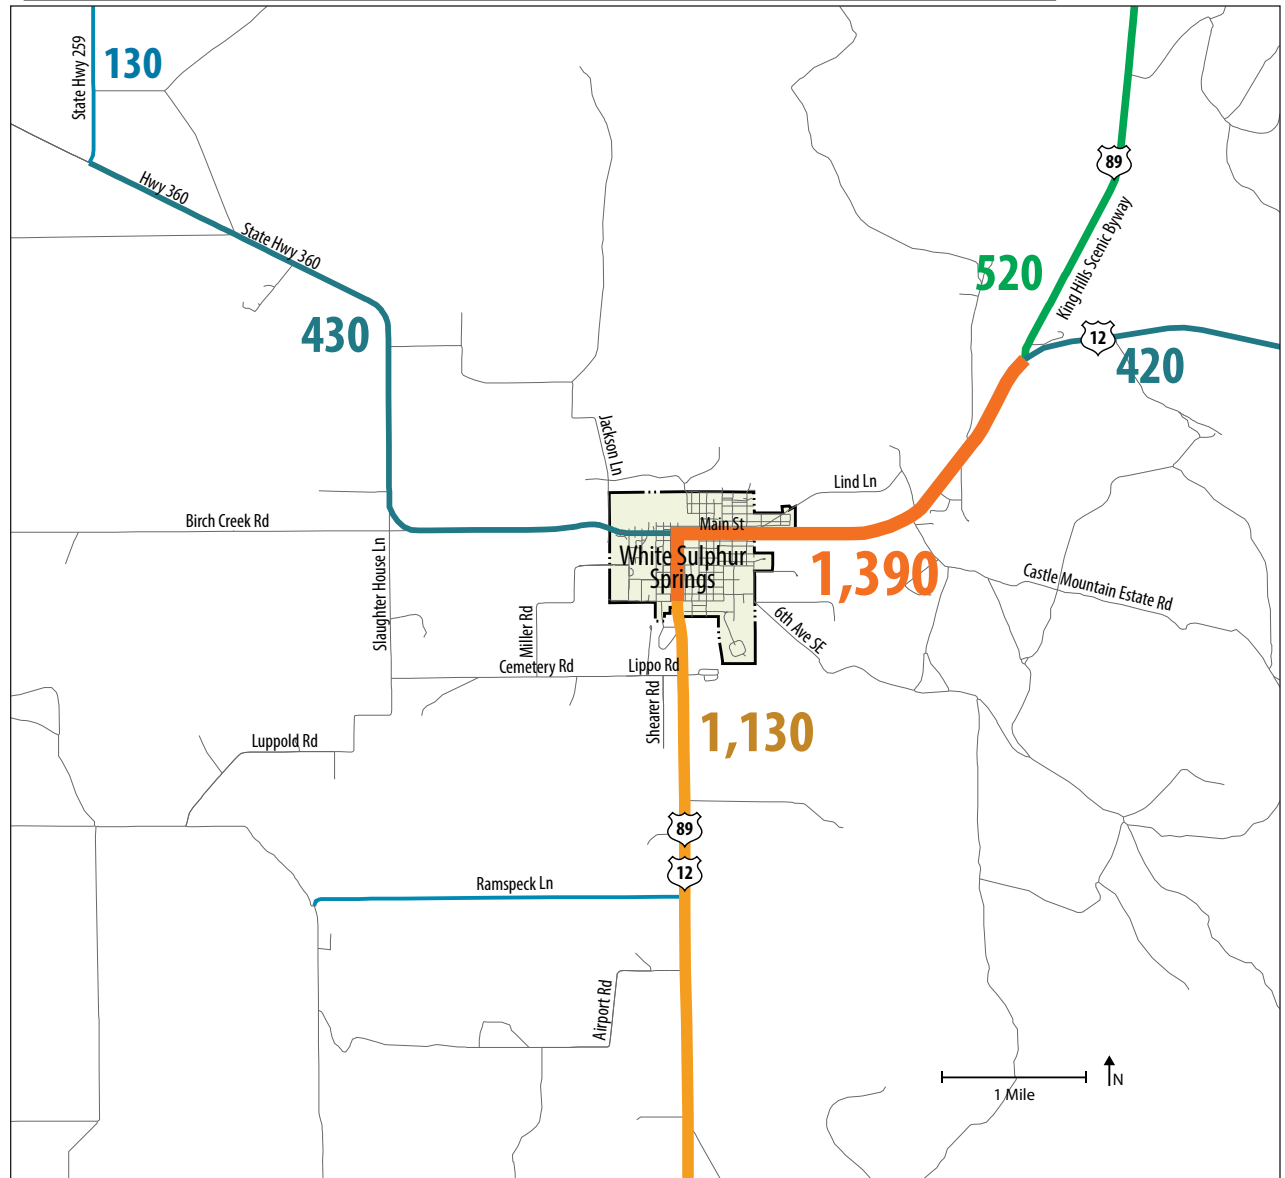 State Hwy 259
130
Hwy 360
State Hwy 360
430
89
King Hills Scenic Byway
520
12
420
Jackson Ln
Lind Ln
Birch Creek Rd
Main St
White Sulphur
Springs
1,390
Castle Mountain Estate Rd
Slaughter House Ln
Miller Rd
6th Ave SE
Cemetery Rd
Lippo Rd
Shearer Rd
1,130
Luppold Rd
89
12
Ramspeck Ln
Airport Rd
1 Mile
N